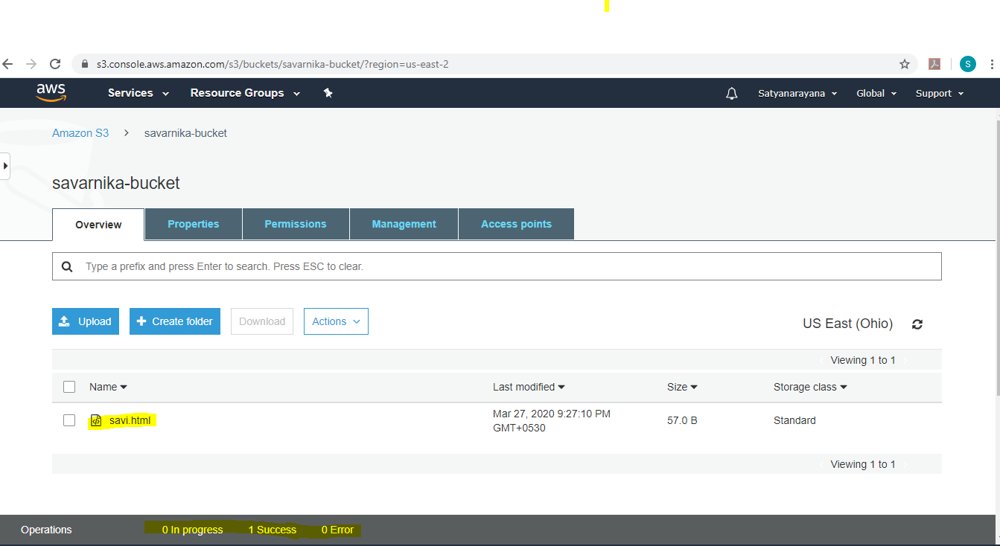 s3.console.aws.amazon.com/s3/buckets/savarnika-bucket/?region=us-east-2 S
aws Services Resource Groups Satyanarayana Global Support
Amazon S3 > savarnika-bucket
savarnika-bucket
Overview Properties Permissions Management Access points
Type a prefix and press Enter to search. Press ESC to clear.
Upload + Create folder Download Actions US East (Ohio)
Viewing 1 to 1
Name Last modified Size Storage class
savi.html Mar 27, 2020 9:27:10 PM 57.0 B Standard
GMT+0530
Viewing 1 to 1
Operations 0 In progress 1 Success 0 Error